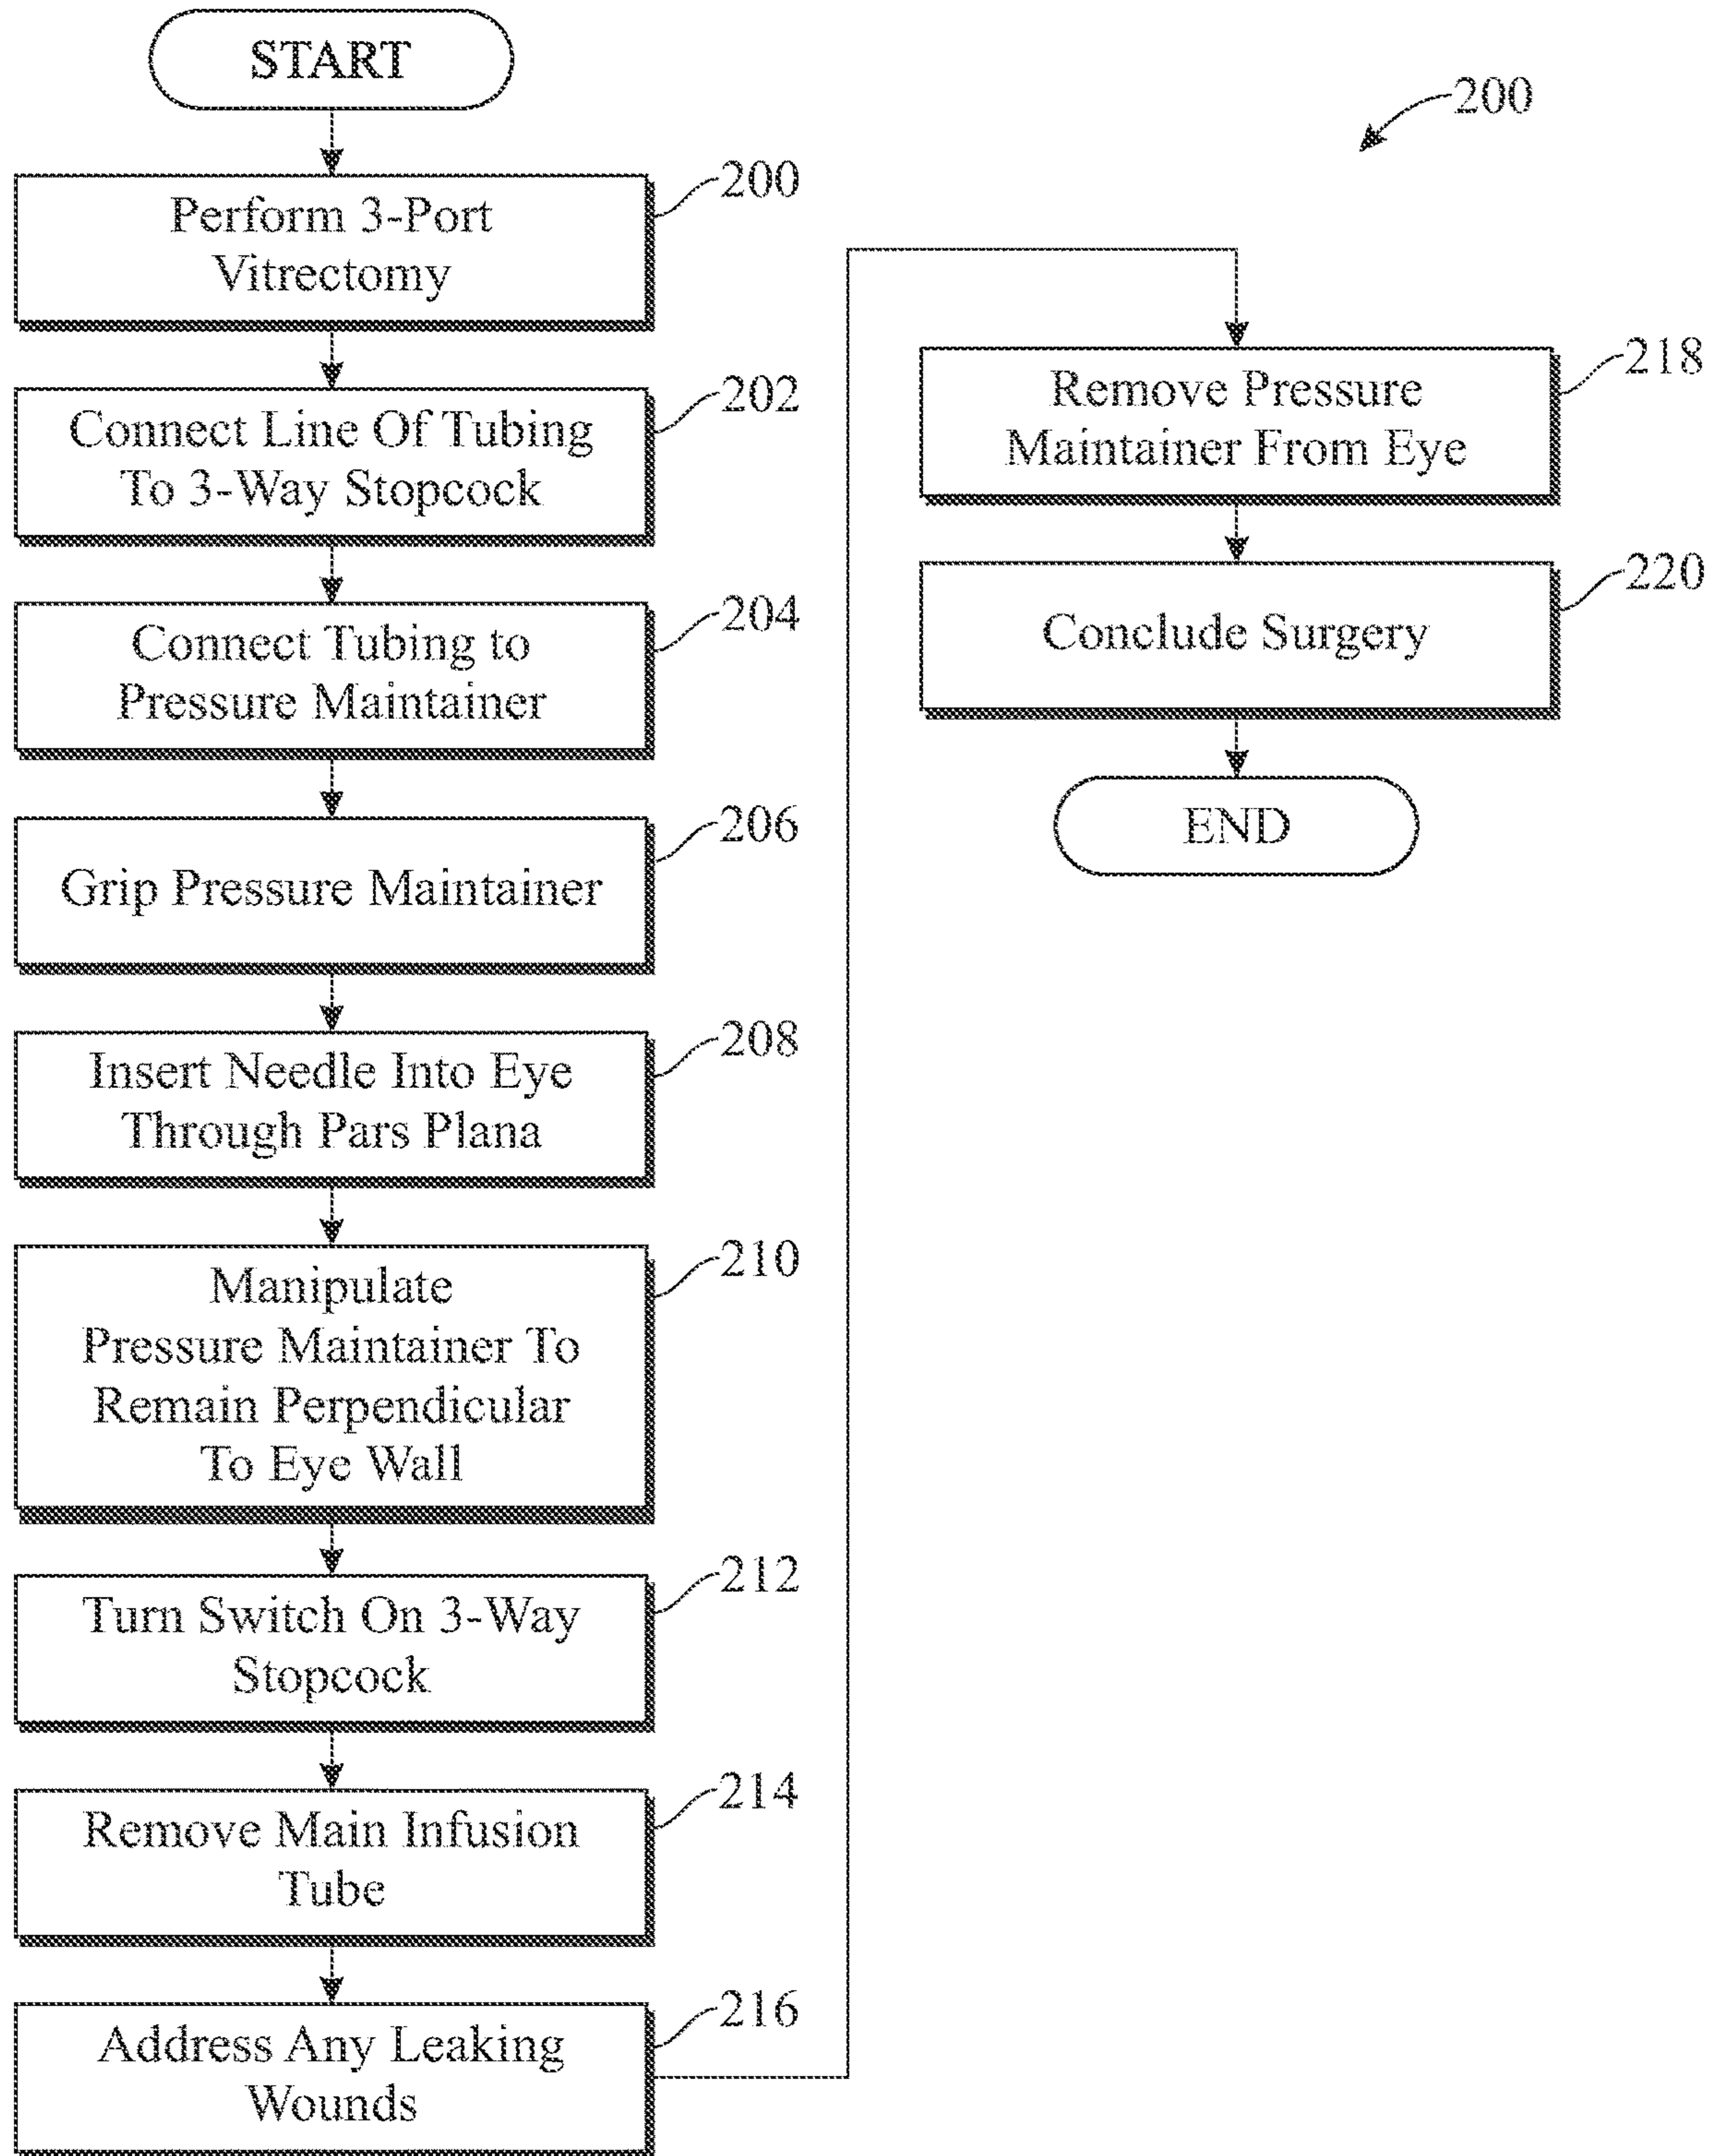 START
200
Perform 3-Port
Vitrectomy
200
Connect Line Of Tubing
To 3-Way Stopcock
202
Connect Tubing to
Pressure Maintainer
204
Grip Pressure Maintainer
206
Insert Needle Into Eye
Through Pars Plana
208
Manipulate
Pressure Maintainer To
Remain Perpendicular
To Eye Wall
210
Turn Switch On 3-Way
Stopcock
212
Remove Main Infusion
Tube
214
Address Any Leaking
Wounds
216
Remove Pressure
Maintainer From Eye
218
Conclude Surgery
220
END